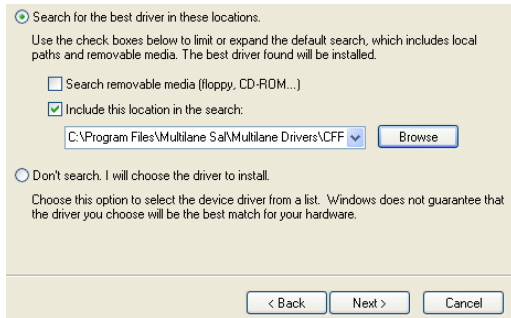 Search for the best driver in these locations.
Use the check boxes below to limit or expand the default search, which includes local
paths and removable media. The best driver found will be installed.
Search removable media (floppy, CD-ROM...)
Include this location in the search:
C:\Program Files\Multilane Sal\Multilane Drivers\CFF
Browse
Don't search. I will choose the driver to install.
Choose this option to select the device driver from a list. Windows does not guarantee that
the driver you choose will be the best match for your hardware.
< Back
Next >
Cancel